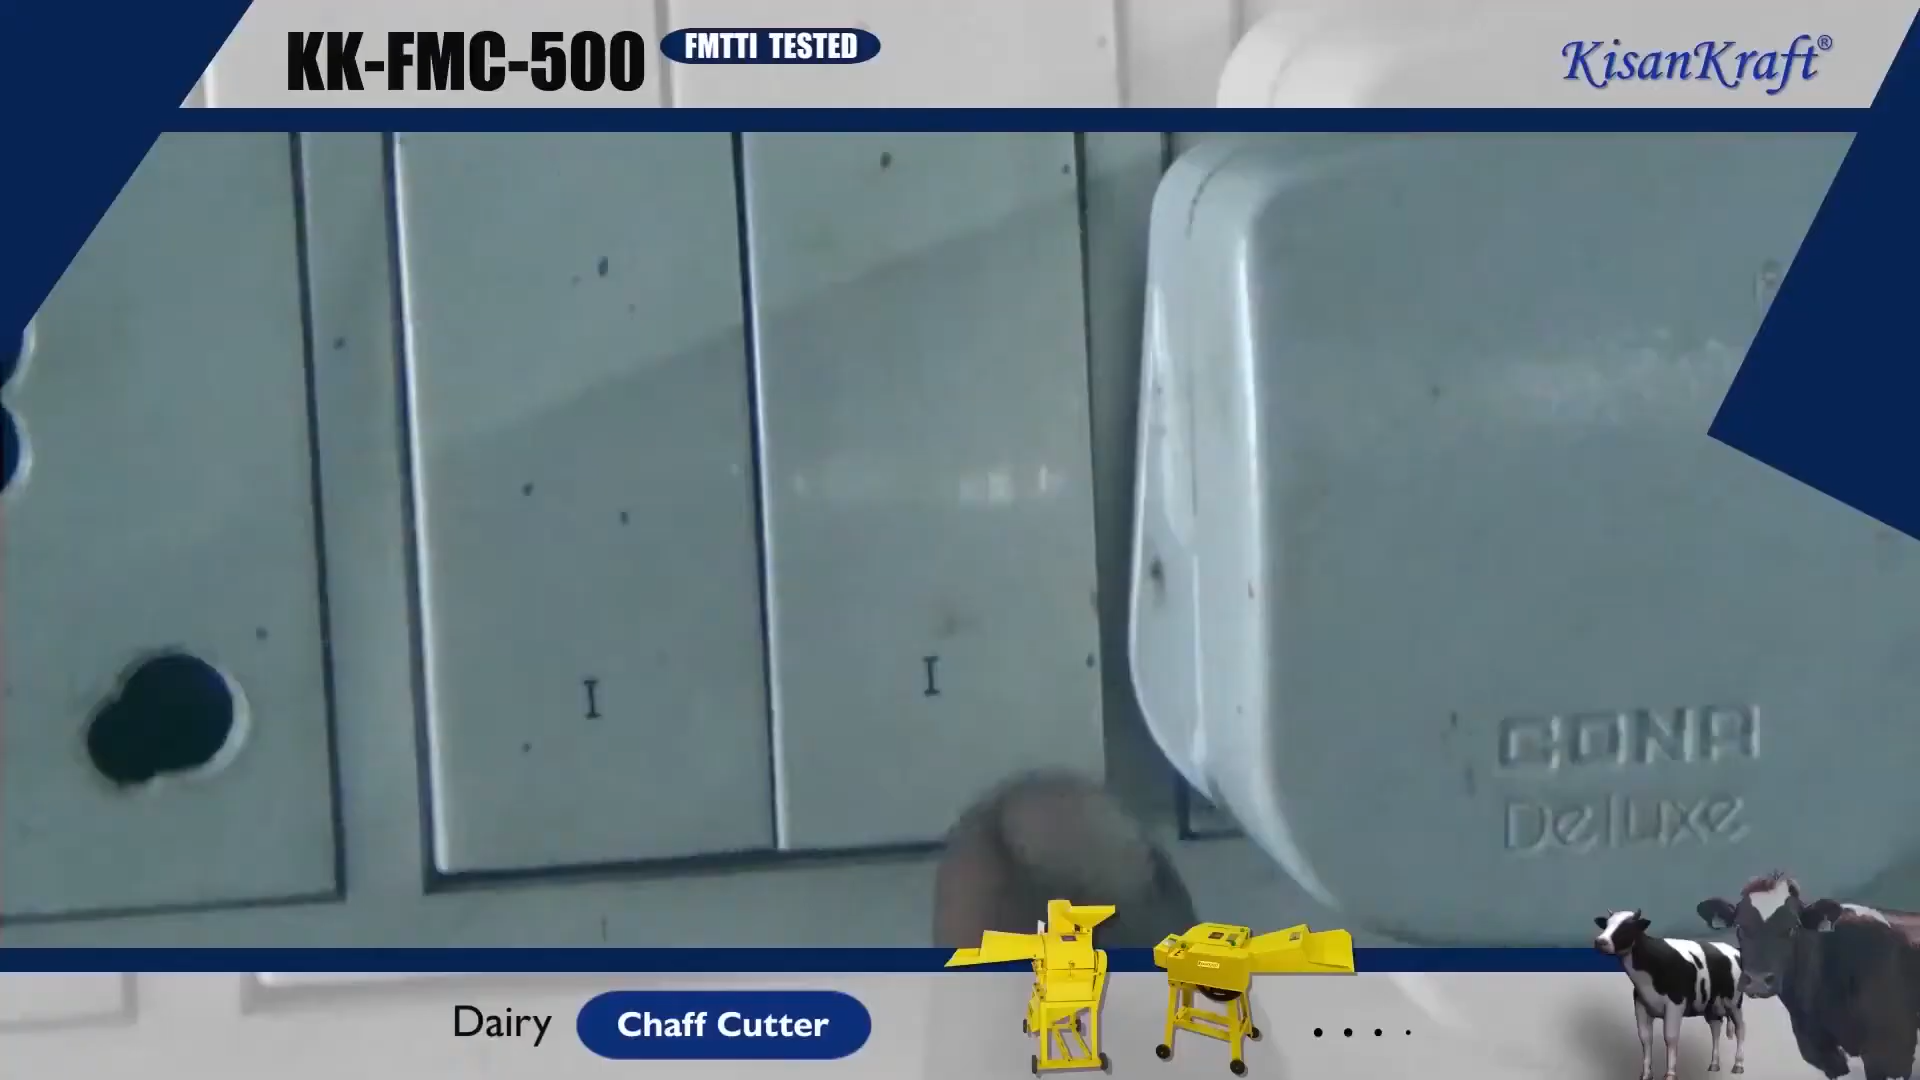 KK-FMC-500
FMTTI TESTED
KisanKraft®
I
I
CONA
Deluxe
Dairy
Chaff Cutter